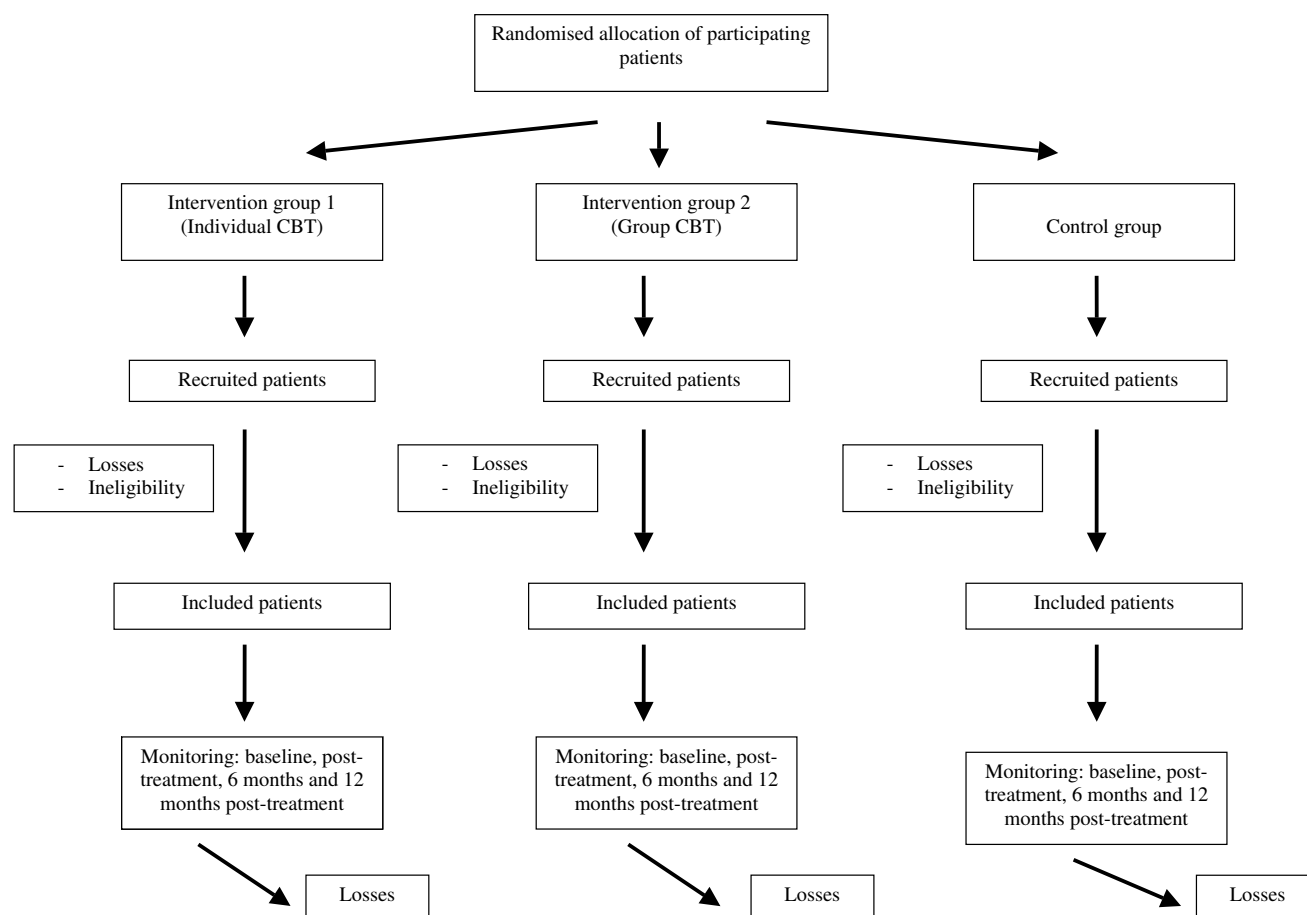 Randomised allocation of participating
patients
Intervention group 1
(Individual CBT)
Intervention group 2
(Group CBT)
Control group
Recruited patients
Recruited patients
Recruited patients
- Losses
- Ineligibility
- Losses
- Ineligibility
- Losses
- Ineligibility
Included patients
Included patients
Included patients
Monitoring: baseline, post-
treatment, 6 months and 12
months post-treatment
Monitoring: baseline, post-
treatment, 6 months and 12
months post-treatment
Monitoring: baseline, post-
treatment, 6 months and 12
months post-treatment
Losses
Losses
Losses